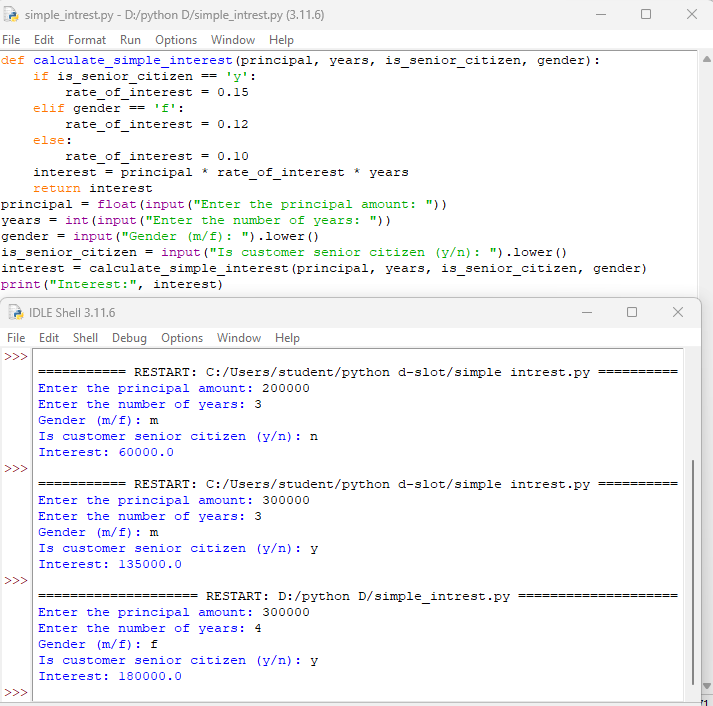 simple_intrest.py - D:/python D/simple_intrest.py (3.11.6)
File Edit Format Run Options Window Help
def calculate_simple_interest(principal, years, is_senior_citizen, gender):
    if is_senior_citizen == 'y':
        rate_of_interest = 0.15
    elif gender == 'f':
        rate_of_interest = 0.12
    else:
        rate_of_interest = 0.10
    interest = principal * rate_of_interest * years
    return interest
principal = float(input("Enter the principal amount: "))
years = int(input("Enter the number of years: "))
gender = input("Gender (m/f): ").lower()
is_senior_citizen = input("Is customer senior citizen (y/n): ").lower()
interest = calculate_simple_interest(principal, years, is_senior_citizen, gender)
print("Interest:", interest)
IDLE Shell 3.11.6
File Edit Shell Debug Options Window Help
>>>
=========== RESTART: C:/Users/student/python d-slot/simple intrest.py ==========
Enter the principal amount: 200000
Enter the number of years: 3
Gender (m/f): m
Is customer senior citizen (y/n): n
Interest: 60000.0
>>>
=========== RESTART: C:/Users/student/python d-slot/simple intrest.py ==========
Enter the principal amount: 300000
Enter the number of years: 3
Gender (m/f): m
Is customer senior citizen (y/n): y
Interest: 135000.0
>>>
==================== RESTART: D:/python D/simple_intrest.py ====================
Enter the principal amount: 300000
Enter the number of years: 4
Gender (m/f): f
Is customer senior citizen (y/n): y
Interest: 180000.0
>>>